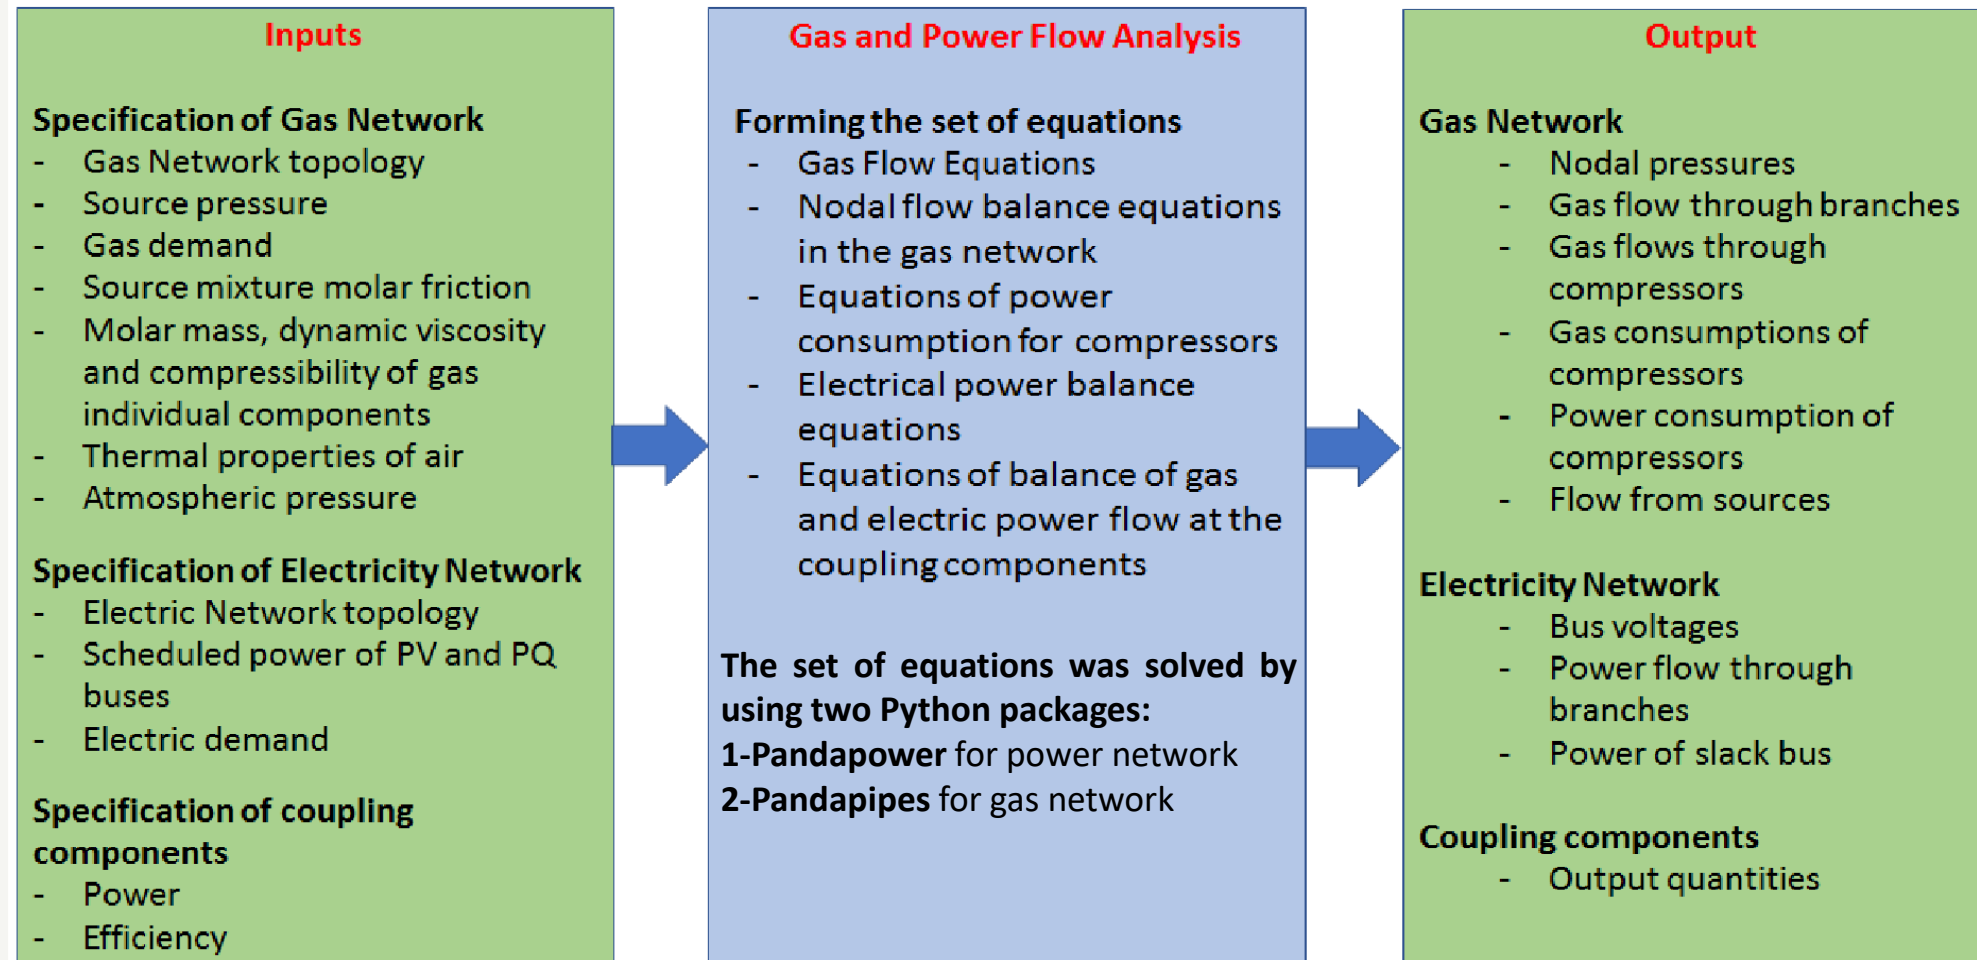 Inputs
Specification of Gas Network
- Gas Network topology
- Source pressure
- Gas demand
- Source mixture molar friction
- Molar mass, dynamic viscosity
and compressibility of gas
individual components
- Thermal properties of air
- Atmospheric pressure
Specification of Electricity Network
- Electric Network topology
- Scheduled power of PV and PQ
buses
- Electric demand
Specification of coupling
components
- Power
- Efficiency
Gas and Power Flow Analysis
Forming the set of equations
- Gas Flow Equations
- Nodal flow balance equations
in the gas network
- Equations of power
consumption for compressors
- Electrical power balance
equations
- Equations of balance of gas
and electric power flow at the
coupling components
The set of equations was solved by
using two Python packages:
1-Pandapower for power network
2-Pandapipes for gas network
Output
Gas Network
- Nodal pressures
- Gas flow through branches
- Gas flows through
compressors
- Gas consumptions of
compressors
- Power consumption of
compressors
- Flow from sources
Electricity Network
- Bus voltages
- Power flow through
branches
- Power of slack bus
Coupling components
- Output quantities